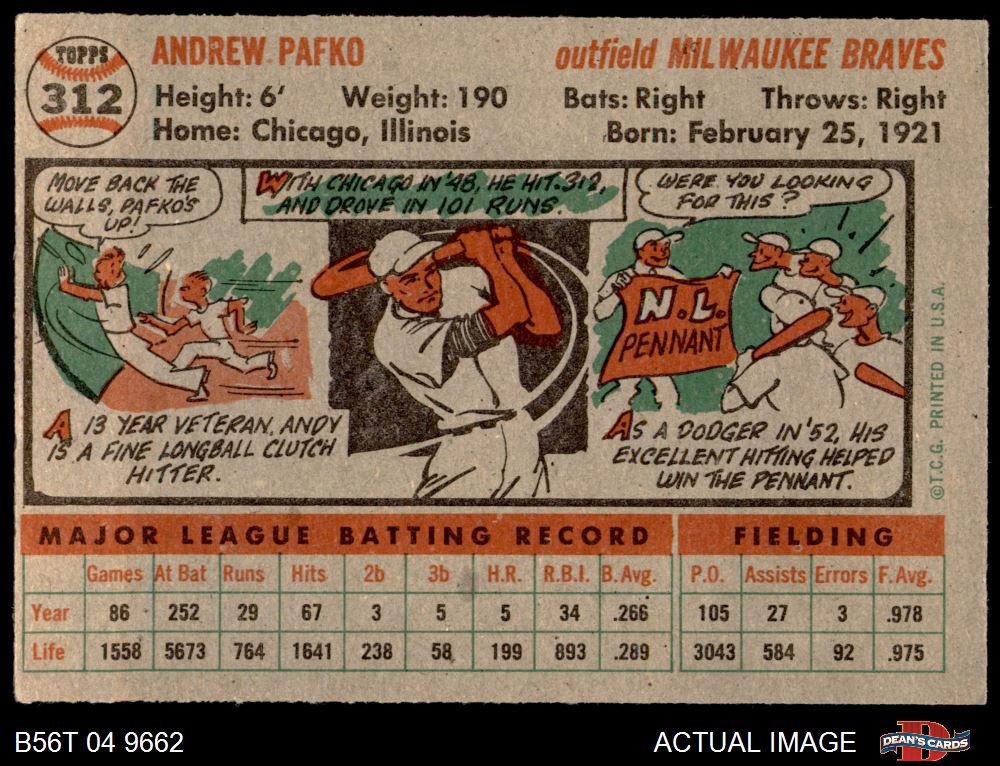 TOPPS
312
ANDREW PAFKO
outfield MILWAUKEE BRAVES
Height: 6' Weight: 190 Bats: Right Throws: Right
Home: Chicago, Illinois Born: February 25, 1921
MOVE BACK THE
WALLS, PAFKO'S
UP!
A 13 YEAR VETERAN, ANDY
IS A FINE LONGBALL CLUTCH
HITTER.
WITH CHICAGO IN '48, HE HIT .312,
AND DROVE IN 101 RUNS.
WERE YOU LOOKING
FOR THIS?
N.L.
PENNANT
AS A DODGER IN '52, HIS
EXCELLENT HITTING HELPED
WIN THE PENNANT.
©T.C.G. PRINTED IN U.S.A.
MAJOR LEAGUE BATTING RECORD FIELDING
Games At Bat Runs Hits 2b 3b H.R. R.B.I. B. Avg. P.O. Assists Errors F. Avg.
Year 86 252 29 67 3 5 5 34 .266 105 27 3 .978
Life 1558 5673 764 1641 238 58 199 893 .289 3043 584 92 .975
B56T 04 9662
ACTUAL IMAGE
DEAN'S CARDS